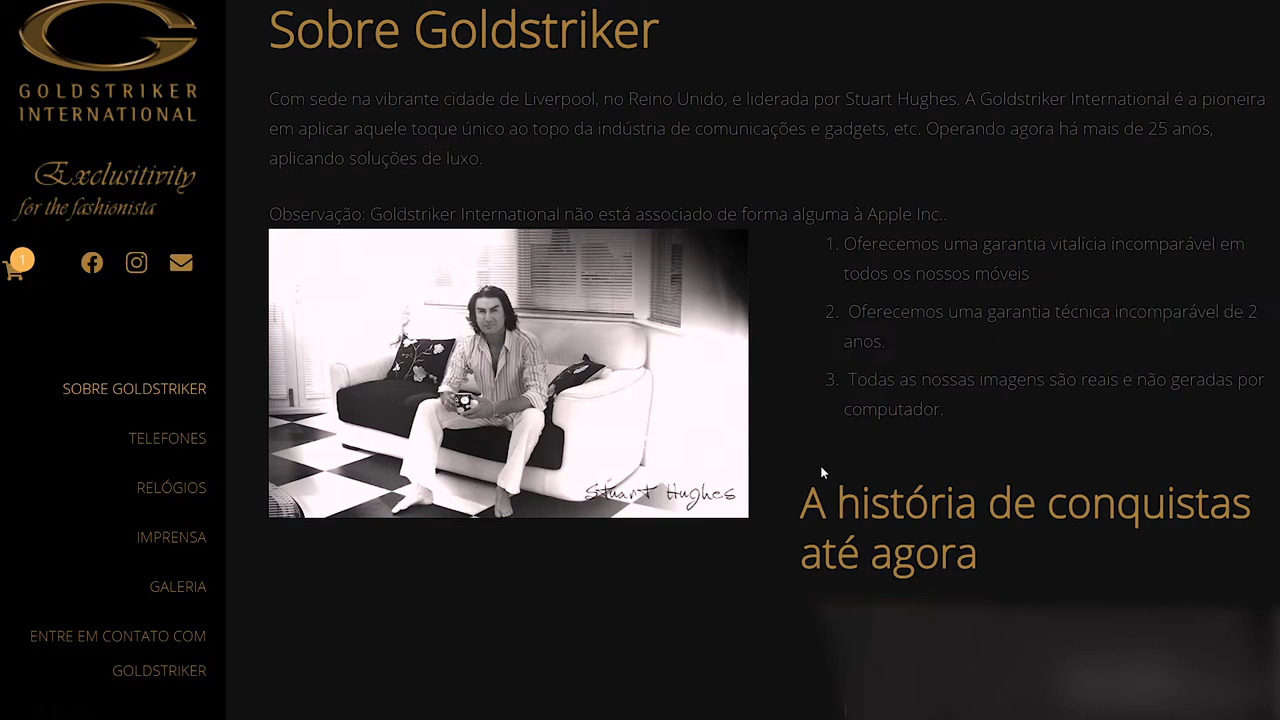 GOLDSTRIKER
INTERNATIONAL
Exclusitivity
for the fashionista
1
SOBRE GOLDSTRIKER
TELEFONES
RELÓGIOS
IMPRENSA
GALERIA
ENTRE EM CONTATO COM
GOLDSTRIKER
Sobre Goldstriker
Com sede na vibrante cidade de Liverpool, no Reino Unido, e liderada por Stuart Hughes. A Goldstriker International é a pioneira
em aplicar aquele toque único ao topo da indústria de comunicações e gadgets, etc. Operando agora há mais de 25 anos,
aplicando soluções de luxo.
Observação: Goldstriker International não está associado de forma alguma à Apple Inc..
Stuart Hughes
1. Oferecemos uma garantia vitalícia incomparável em
todos os nossos móveis
2. Oferecemos uma garantia técnica incomparável de 2
anos.
3. Todas as nossas imagens são reais e não geradas por
computador.
A história de conquistas
até agora